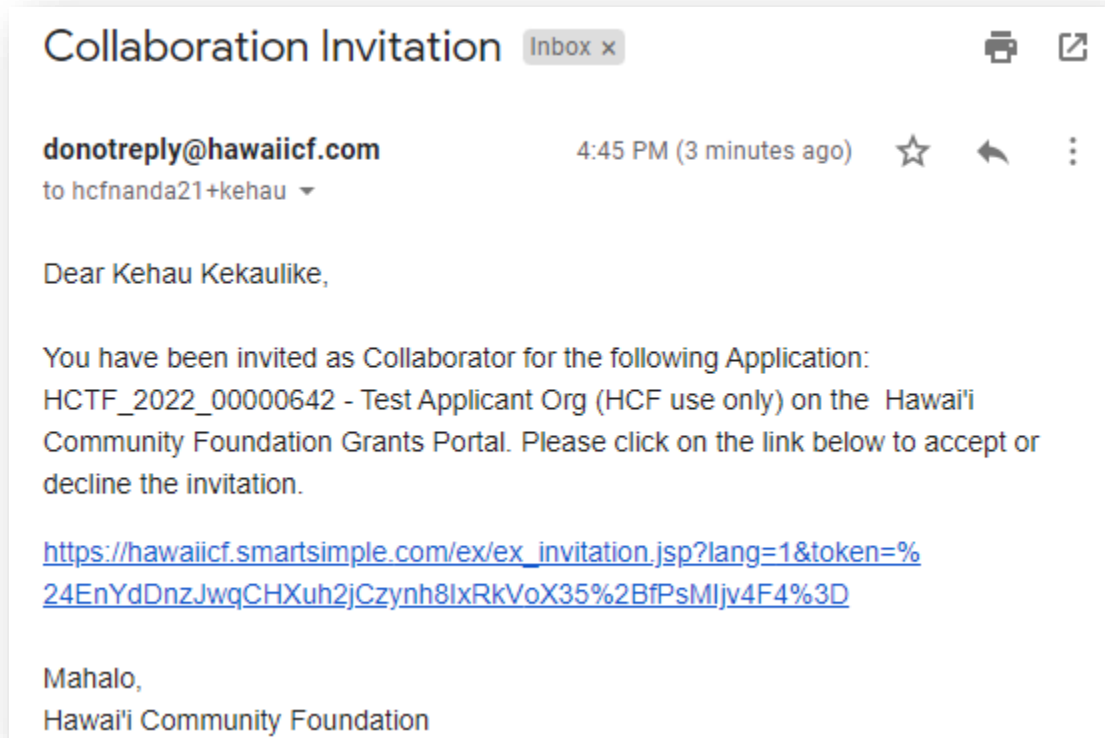 Collaboration Invitation Inbox ×
donotreply@hawaiicf.com 4:45 PM (3 minutes ago)
to hcfnanda21+kehau
Dear Kehau Kekaulike,
You have been invited as Collaborator for the following Application:
HCTF_2022_00000642 - Test Applicant Org (HCF use only) on the  Hawai'i
Community Foundation Grants Portal. Please click on the link below to accept or
decline the invitation.
https://hawaiicf.smartsimple.com/ex/ex_invitation.jsp?lang=1&token=%
24EnYdDnzJwqCHXuh2jCzynh8IxRkVoX35%2BfPsMIjv4F4%3D
Mahalo,
Hawai'i Community Foundation